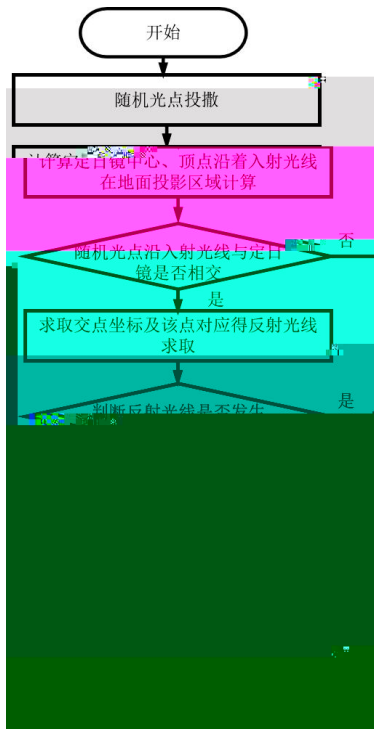 开始
随机光点投撒
计算定日镜中心、顶点沿着入射光线
在地面投影区域计算
随机光点沿入射光线与定日
否
镜是否相交
是
求取交点坐标及该点对应得反射光线
求取
是
判断反射光线是否发生